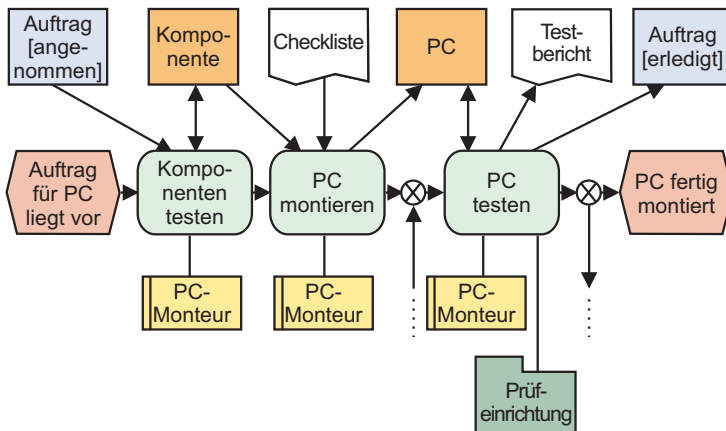 Auftrag
[ange-
nommen]
Kompo-
nente
Checkliste
PC
Test-
bericht
Auftrag
[erledigt]
Auftrag
für PC
liegt vor
Kompo-
nenten
testen
PC
montieren
PC
testen
PC fertig
montiert
PC-
Monteur
PC-
Monteur
PC-
Monteur
Prüf-
einrichtung